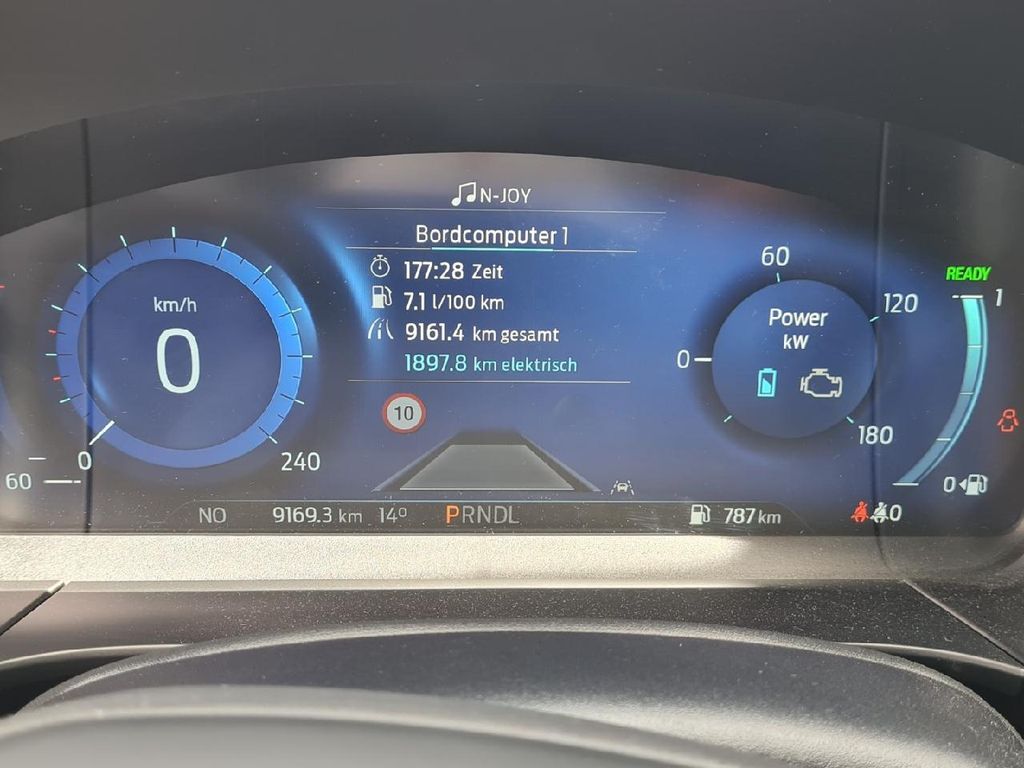 N-JOY
Bordcomputer 1
177:28 Zeit
7.1 l/100 km
9161.4 km gesamt
1897.8 km elektrisch
10
km/h
0
0
240
60
60
120
0
Power
kW
180
READY
1
0
NO 9169.3 km 14° PRNDL 787 km 0